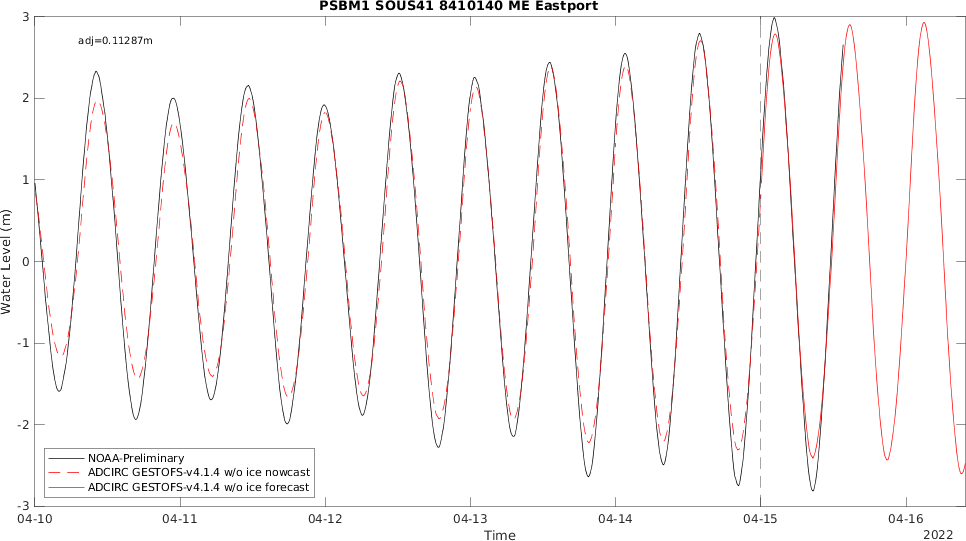 PSBM1 SOUS41 8410140 ME Eastport
adj=0.11287m
3
2
1
0
-1
-2
-3
Water Level (m)
NOAA-Preliminary
ADCIRC GESTOFS-v4.1.4 w/o ice nowcast
ADCIRC GESTOFS-v4.1.4 w/o ice forecast
04-10 04-11 04-12 04-13 04-14 04-15 04-16
Time
2022